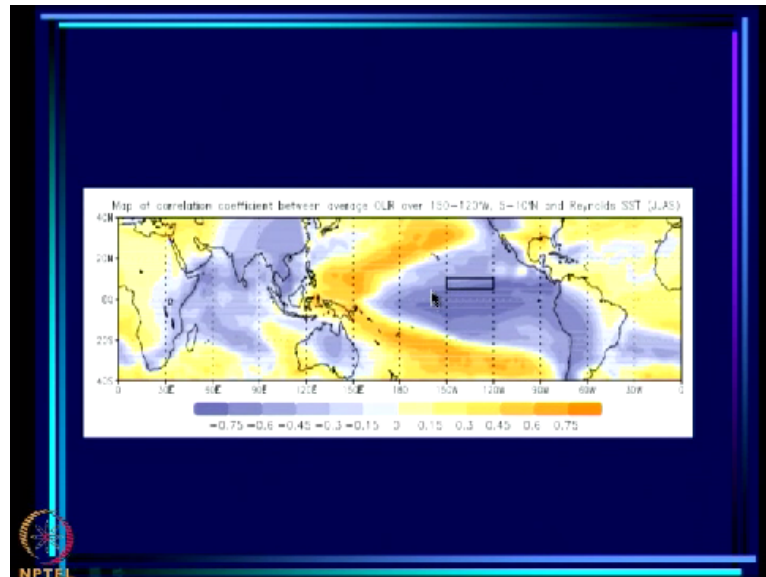 Map of correlation coefficient between average OLR over 150-120W, 5-10N and Reynolds SST (JJAS)
40N
20N
EQ
20S
40S
0 30E 60E 90E 120E 150E 180 150W 120W 90W 60W 30W 0
-0.75 -0.6 -0.45 -0.3 -0.15 0 0.15 0.3 0.45 0.6 0.75
NPTEL